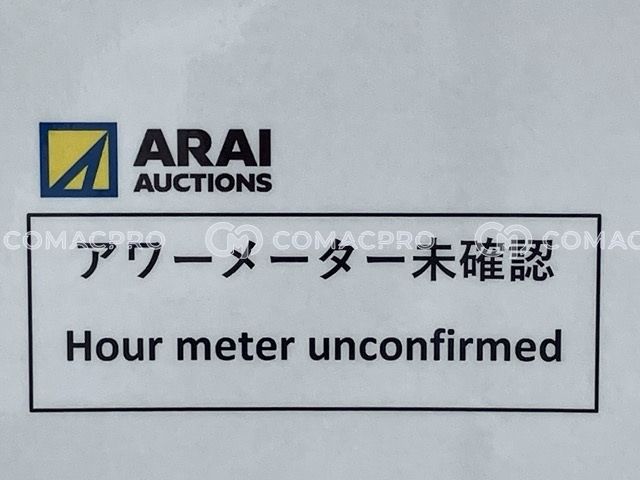 ARAI
AUCTIONS
COMACPRO COMACPRO COMACPRO
アワーメーター未確認
Hour meter unconfirmed